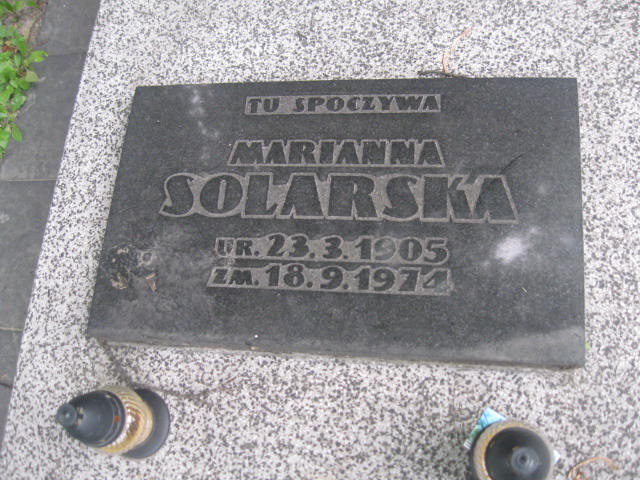 TU SPOCZYWA
MARIANNA
SOLARSKA
UR. 23.3.1905
ZM. 18.9.1974